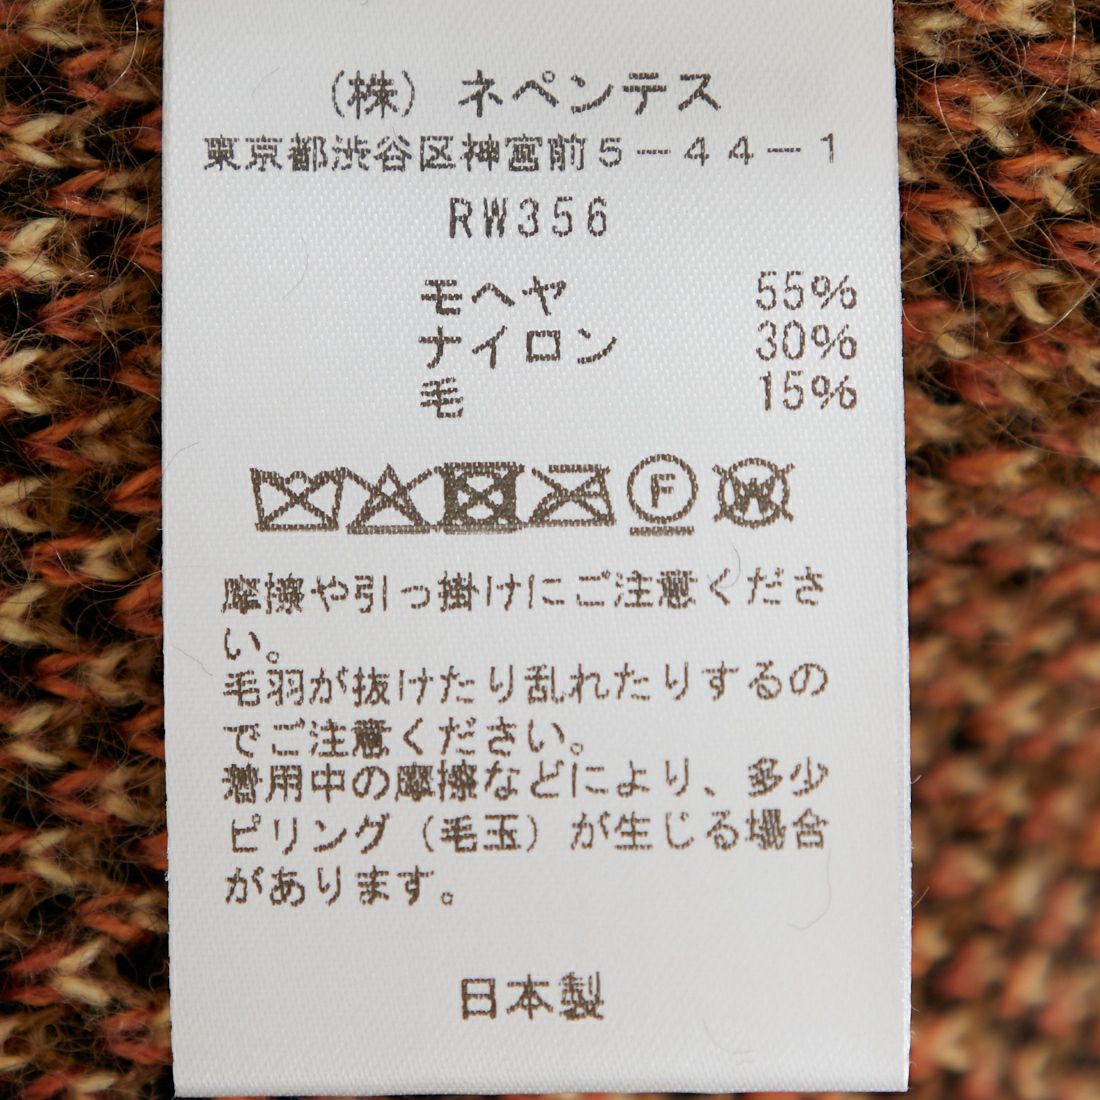 (株) ネペンテス
東京都渋谷区神宮前5-44-1
RW356
モヘヤ 55%
ナイロン 30%
毛 15%
F W
摩擦や引っ掛けにご注意くださ
い。
毛羽が抜けたり乱れたりするの
でご注意ください。
着用中の摩擦などにより、多少
ピリング(毛玉)が生じる場合
があります。
日本製